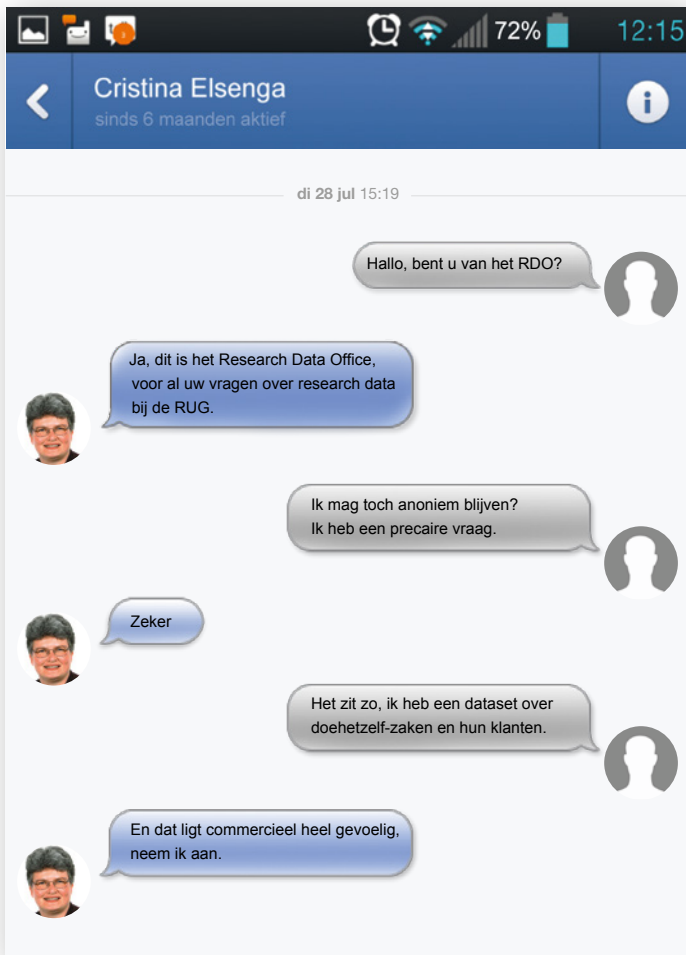 72%
12:15
Cristina Elsenga
sinds 6 maanden aktief
di 28 jul 15:19
Hallo, bent u van het RDO?
Ja, dit is het Research Data Office,
voor al uw vragen over research data
bij de RUG.
Ik mag toch anoniem blijven?
Ik heb een precaire vraag.
Zeker
Het zit zo, ik heb een dataset over
doehetzelf-zaken en hun klanten.
En dat ligt commercieel heel gevoelig,
neem ik aan.